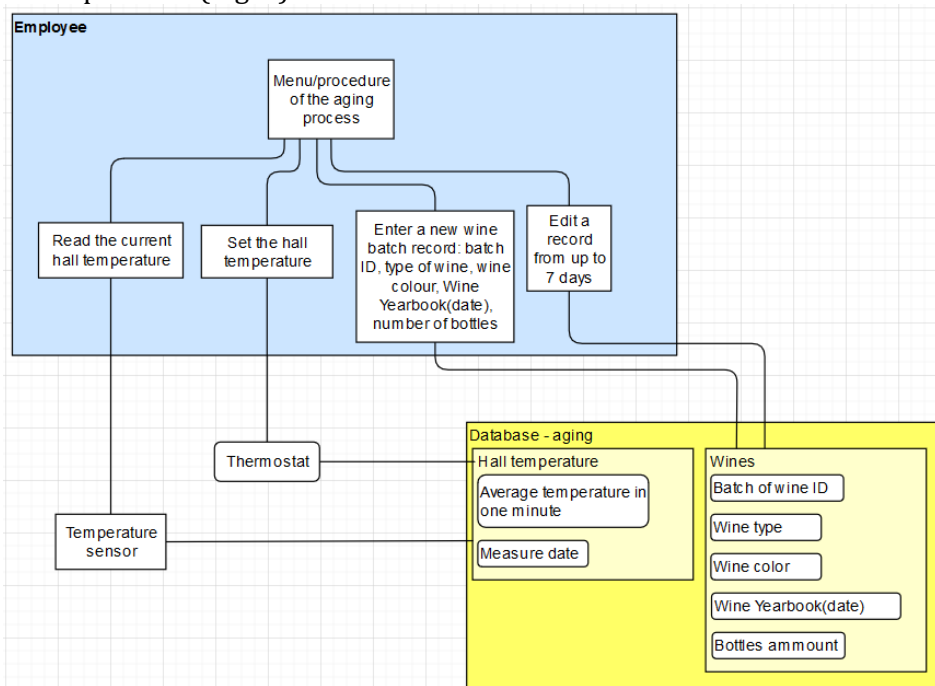 Employee
Menu/procedure
of the aging
process
Read the current
hall temperature
Set the hall
temperature
Enter a new wine
batch record: batch
ID, type of wine, wine
colour, Wine
Yearbook(date),
number of bottles
Edit a
record
from up to
7 days
Thermostat
Temperature
sensor
Database - aging
Hall temperature
Average temperature in
one minute
Measure date
Wines
Batch of wine ID
Wine type
Wine color
Wine Yearbook(date)
Bottles ammount